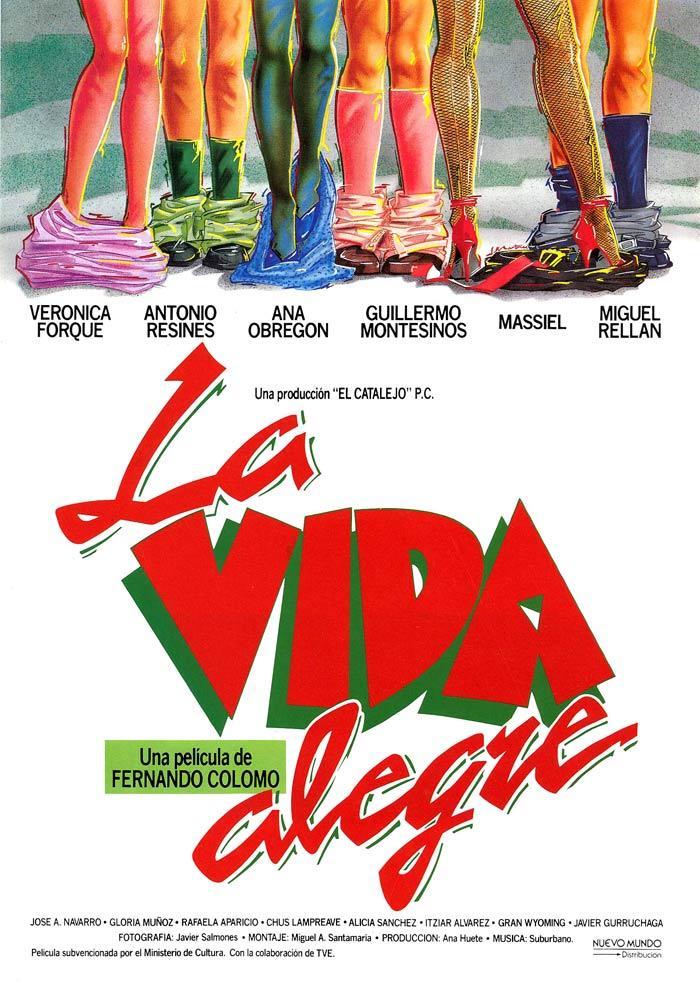 VERONICA
FORQUE
ANTONIO
RESINES
ANA
OBREGON
GUILLERMO
MONTESINOS
MASSIEL
MIGUEL
RELLAN
Una producción "EL CATALEJO" P.C.
La
VIDA
alegre
Una película de
FERNANDO COLOMO
JOSE A. NAVARRO • GLORIA MUÑOZ • RAFAELA APARICIO • CHUS LAMPREAVE • ALICIA SANCHEZ • ITZIAR ALVAREZ • GRAN WYOMING • JAVIER GURRUCHAGA
FOTOGRAFIA: Javier Salmones • MONTAJE: Miguel A. Santamaria • PRODUCCION: Ana Huete • MUSICA: Suburbano.
Película subvencionada por el Ministerio de Cultura. Con la colaboración de TVE.
NUEVO MUNDO
Distribucion